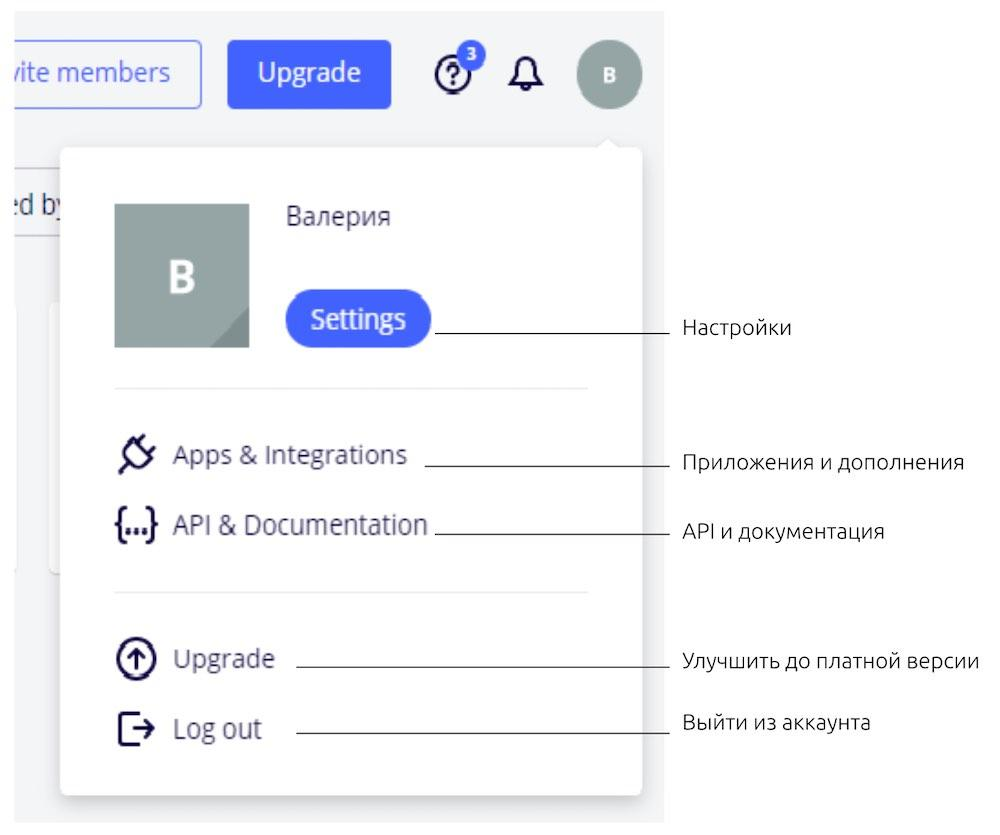 vite members
Upgrade
3
В
ed by
Валерия
В
Settings
Настройки
Apps & Integrations
Приложения и дополнения
API & Documentation
API и документация
Upgrade
Улучшить до платной версии
Log out
Выйти из аккаунта